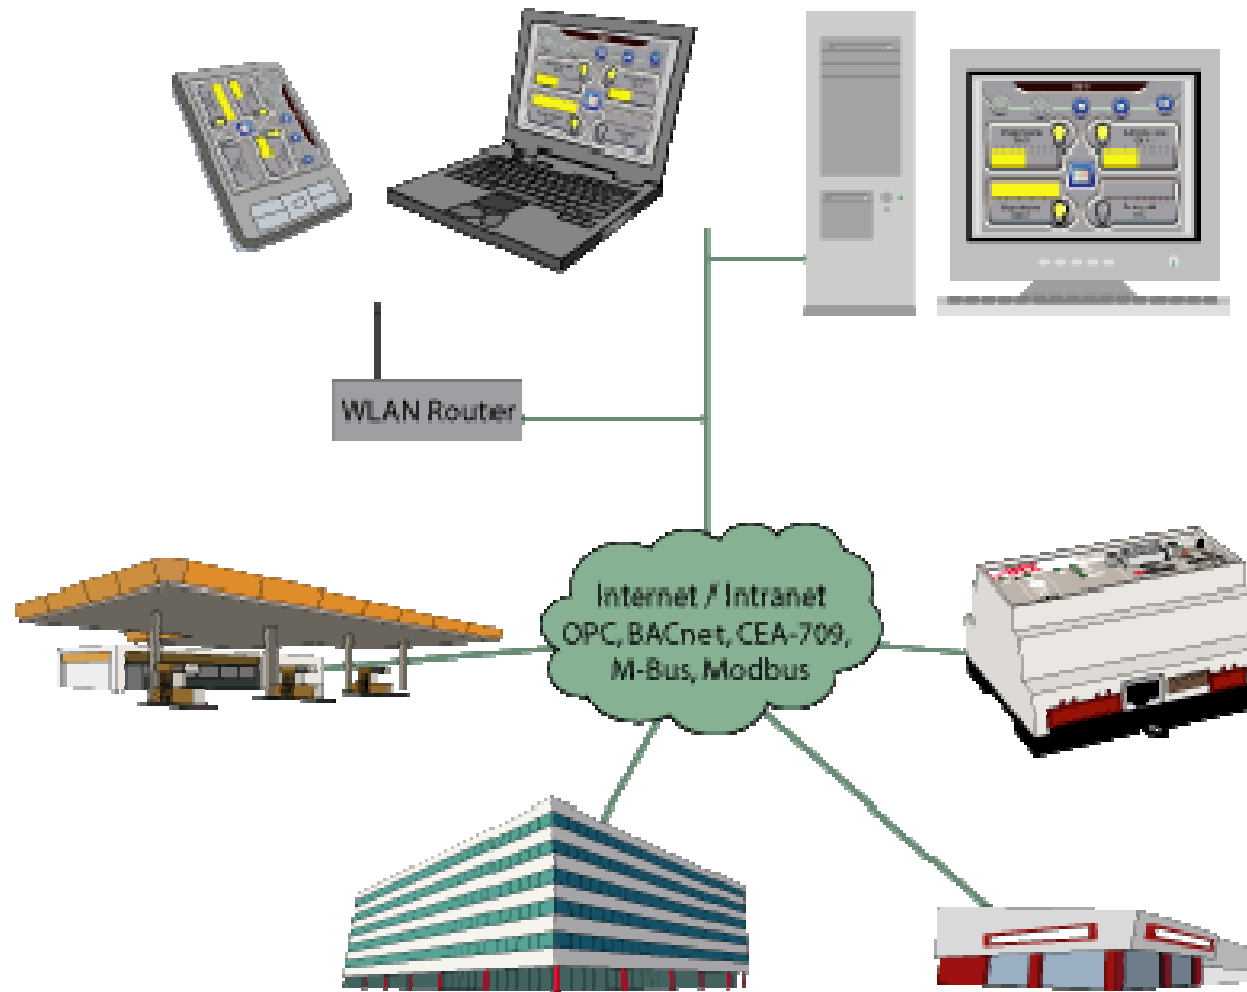 WLAN Router
Internet / Intranet
OPC, BACnet, CEA-709,
M-Bus, Modbus